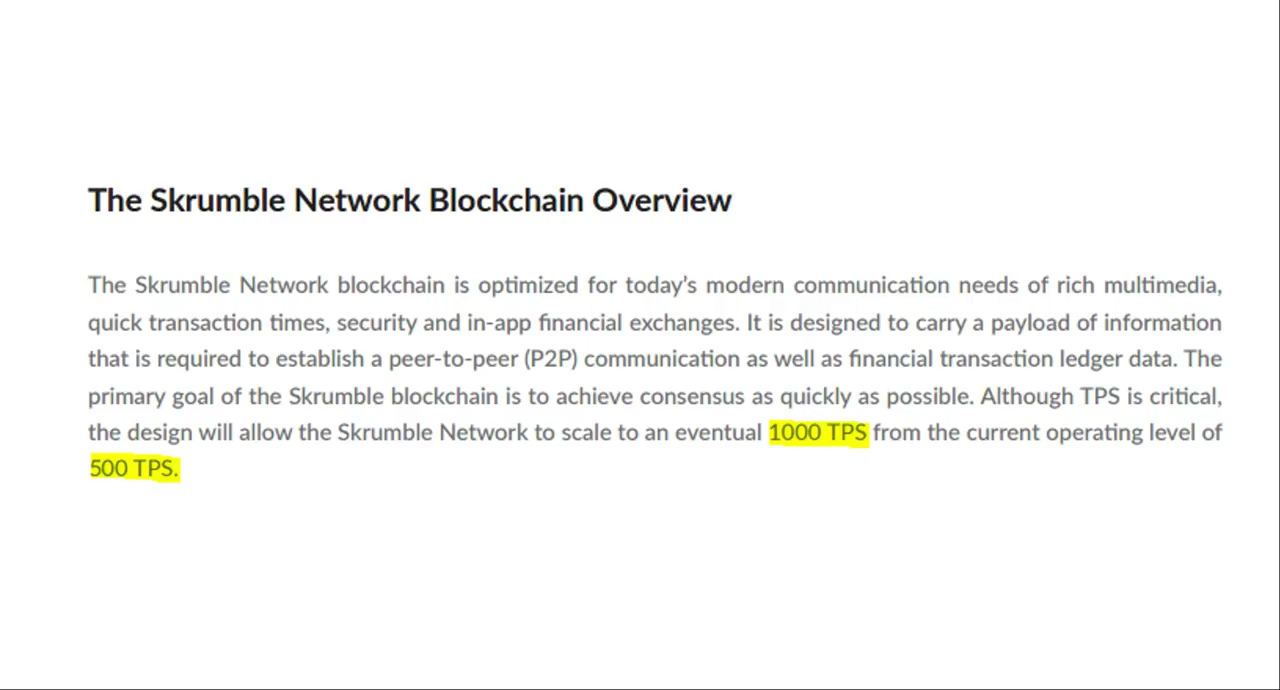 The Skrumble Network Blockchain Overview
The Skrumble Network blockchain is optimized for today's modern communication needs of rich multimedia,
quick transaction times, security and in-app financial exchanges. It is designed to carry a payload of information
that is required to establish a peer-to-peer (P2P) communication as well as financial transaction ledger data. The
primary goal of the Skrumble blockchain is to achieve consensus as quickly as possible. Although TPS is critical,
the design will allow the Skrumble Network to scale to an eventual 1000 TPS from the current operating level of
500 TPS.